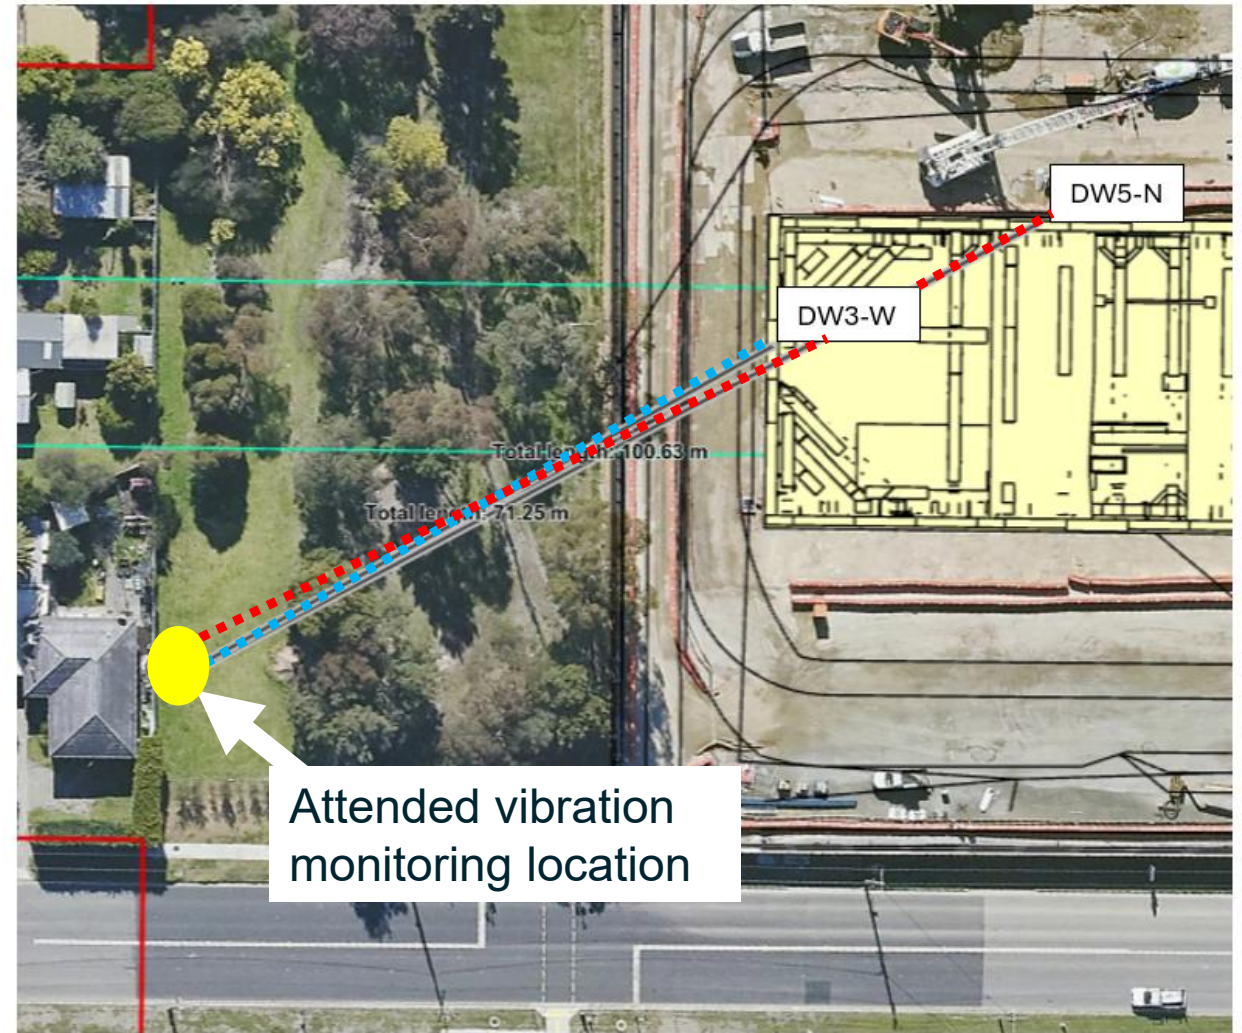 DW5-N
DW3-W
Total length: 100.63 m
Total length: 71.25 m
Attended vibration
monitoring location